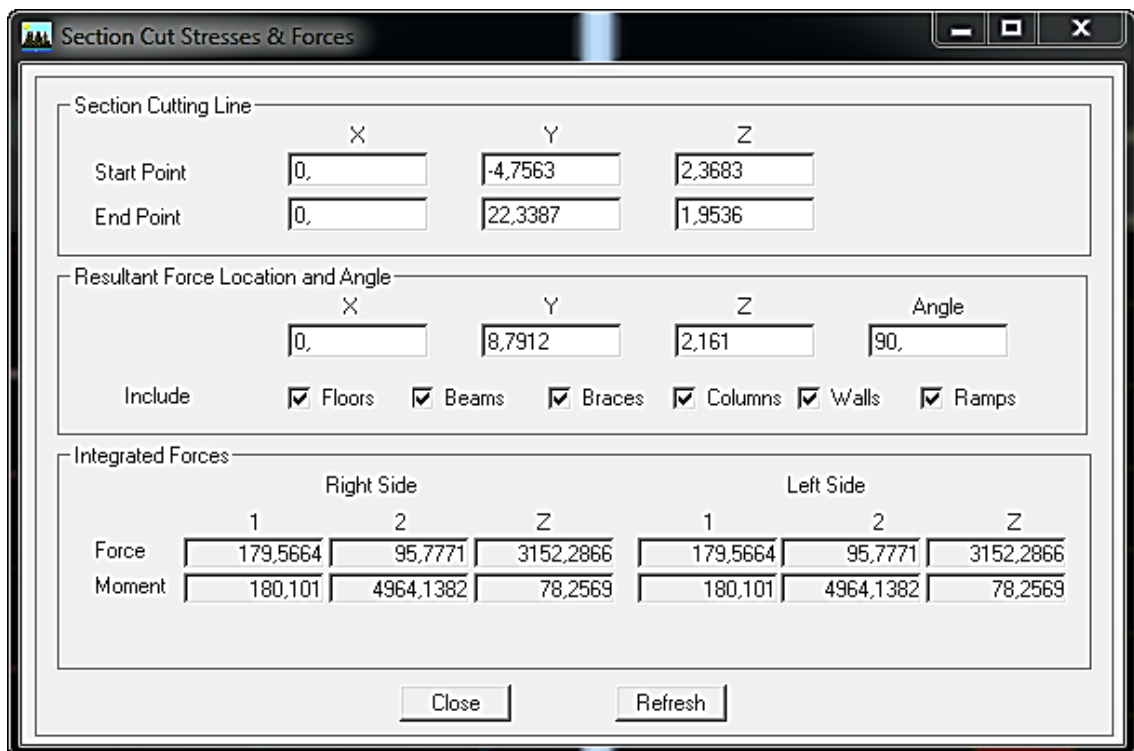 Section Cut Stresses & Forces
Section Cutting Line
X Y Z
Start Point 0, -4,7563 2,3683
End Point 0, 22,3387 1,9536
Resultant Force Location and Angle
X Y Z Angle
0, 8,7912 2,161 90,
Include Floors Beams Braces Columns Walls Ramps
Integrated Forces
Right Side Left Side
1 2 Z 1 2 Z
Force 179,5664 95,7771 3152,2866 179,5664 95,7771 3152,2866
Moment 180,101 4964,1382 78,2569 180,101 4964,1382 78,2569
Close Refresh